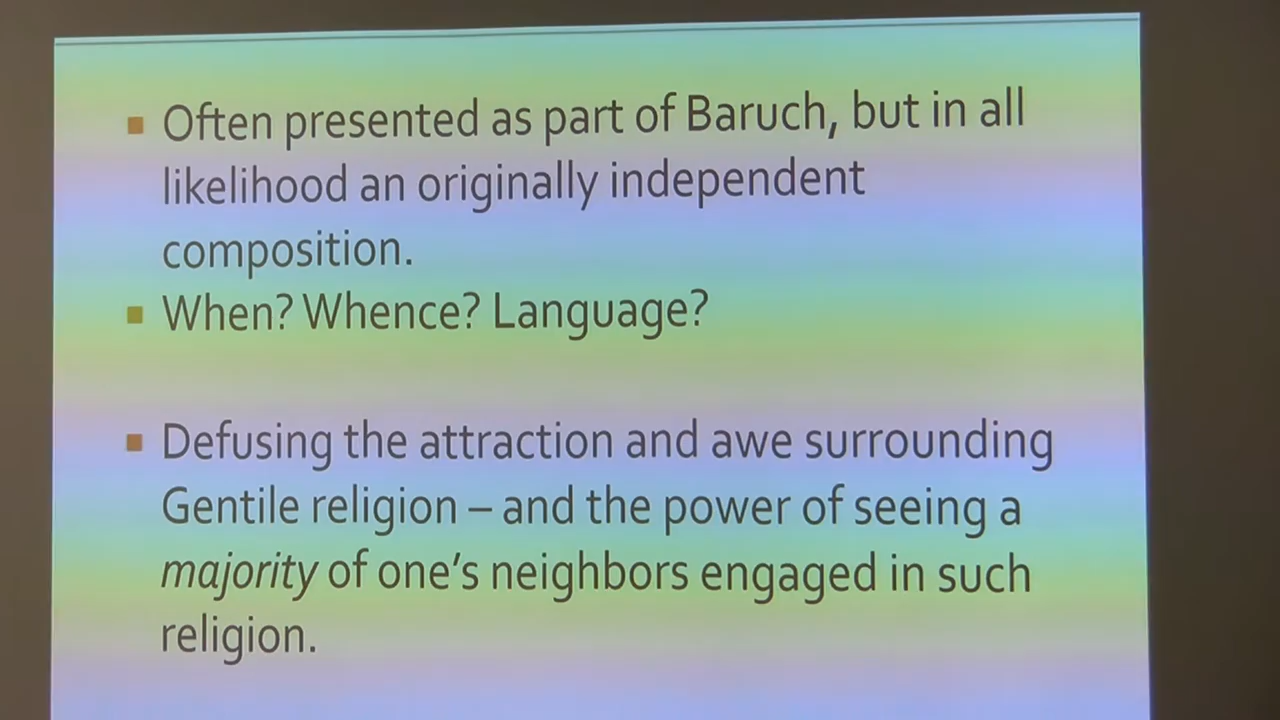 ▪ Often presented as part of Baruch, but in all
likelihood an originally independent
composition.
▪ When? Whence? Language?
▪ Defusing the attraction and awe surrounding
Gentile religion – and the power of seeing a
majority of one's neighbors engaged in such
religion.